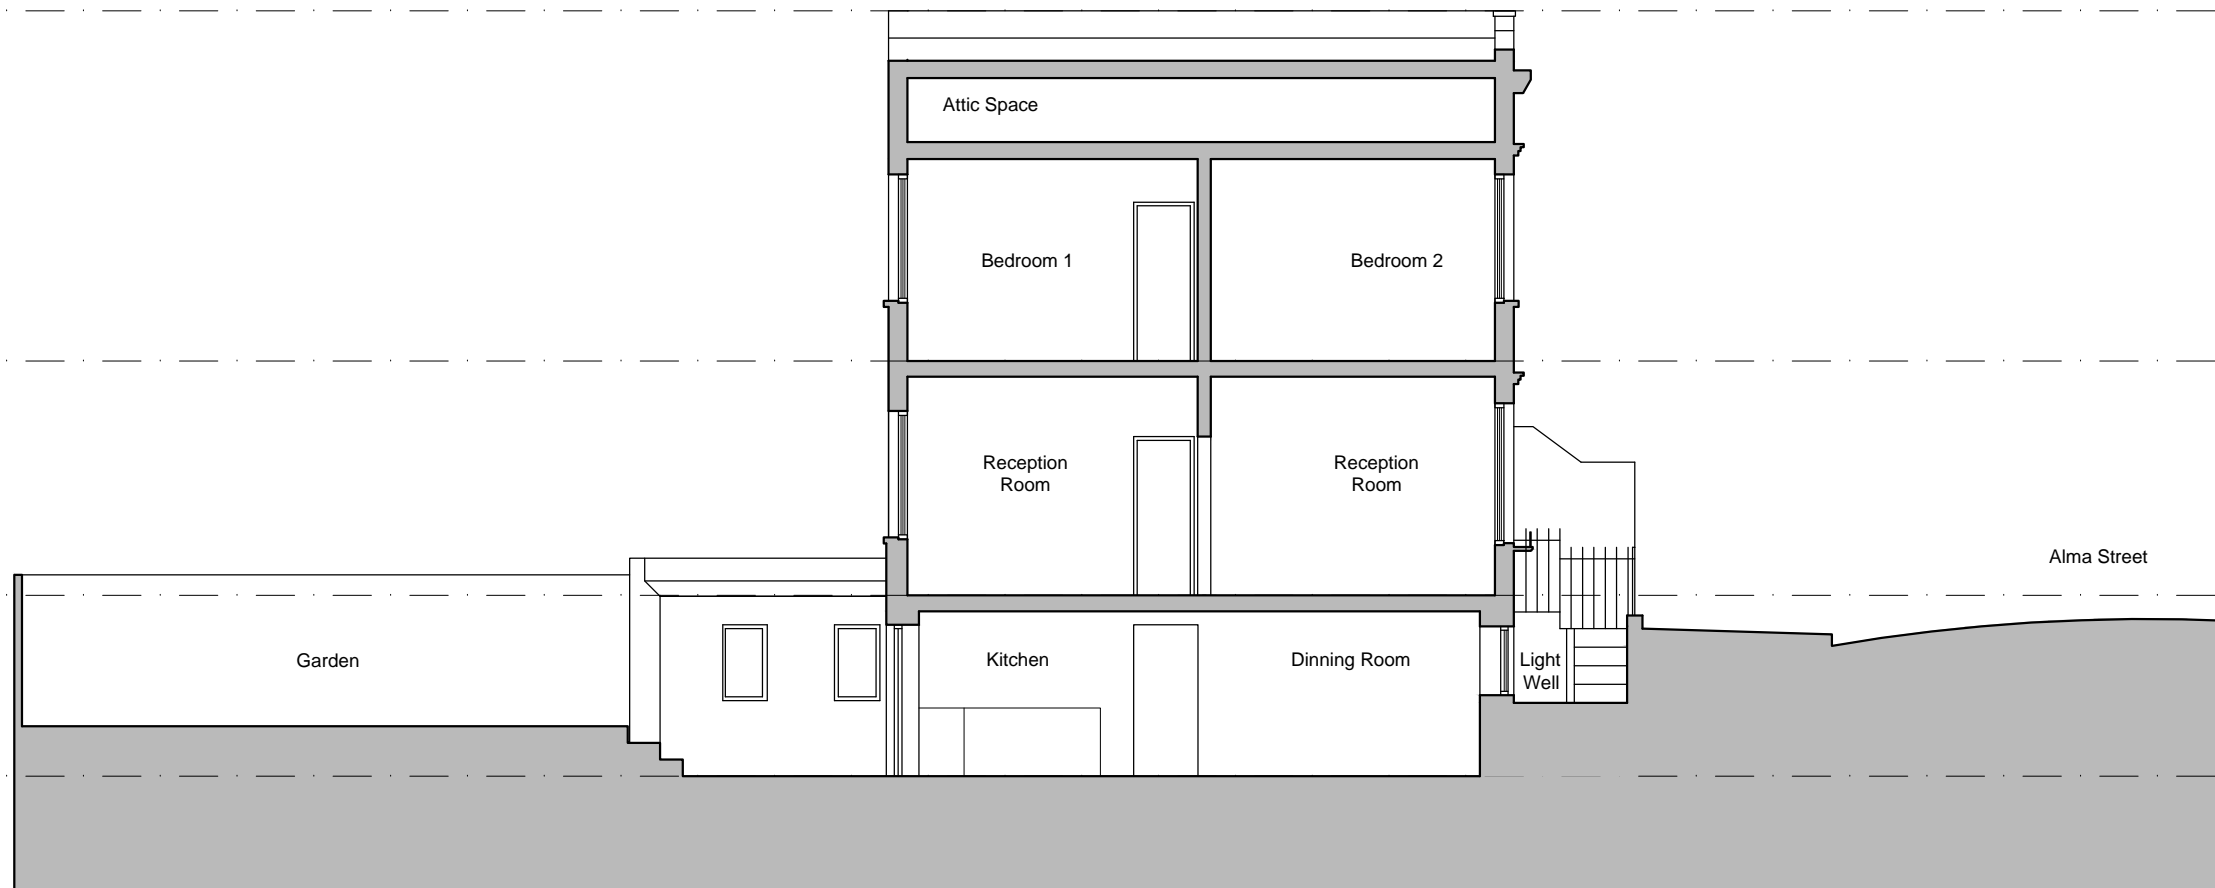 Attic Space
Bedroom 1
Bedroom 2
Reception
Room
Reception
Room
Alma Street
Garden
Kitchen
Dinning Room
Light
Well